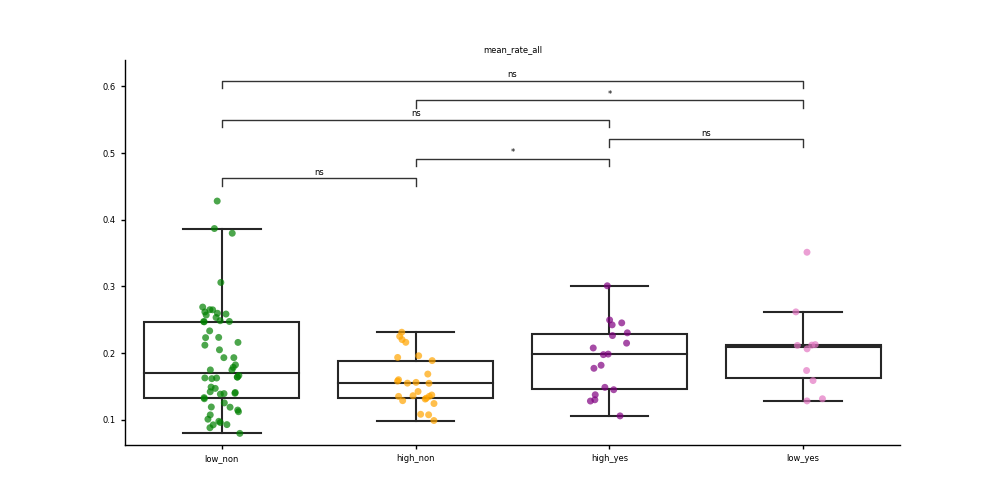 mean_rate_all
ns
*
ns
ns
*
ns
0.6
0.5
0.4
0.3
0.2
0.1
low_non
high_non
high_yes
low_yes